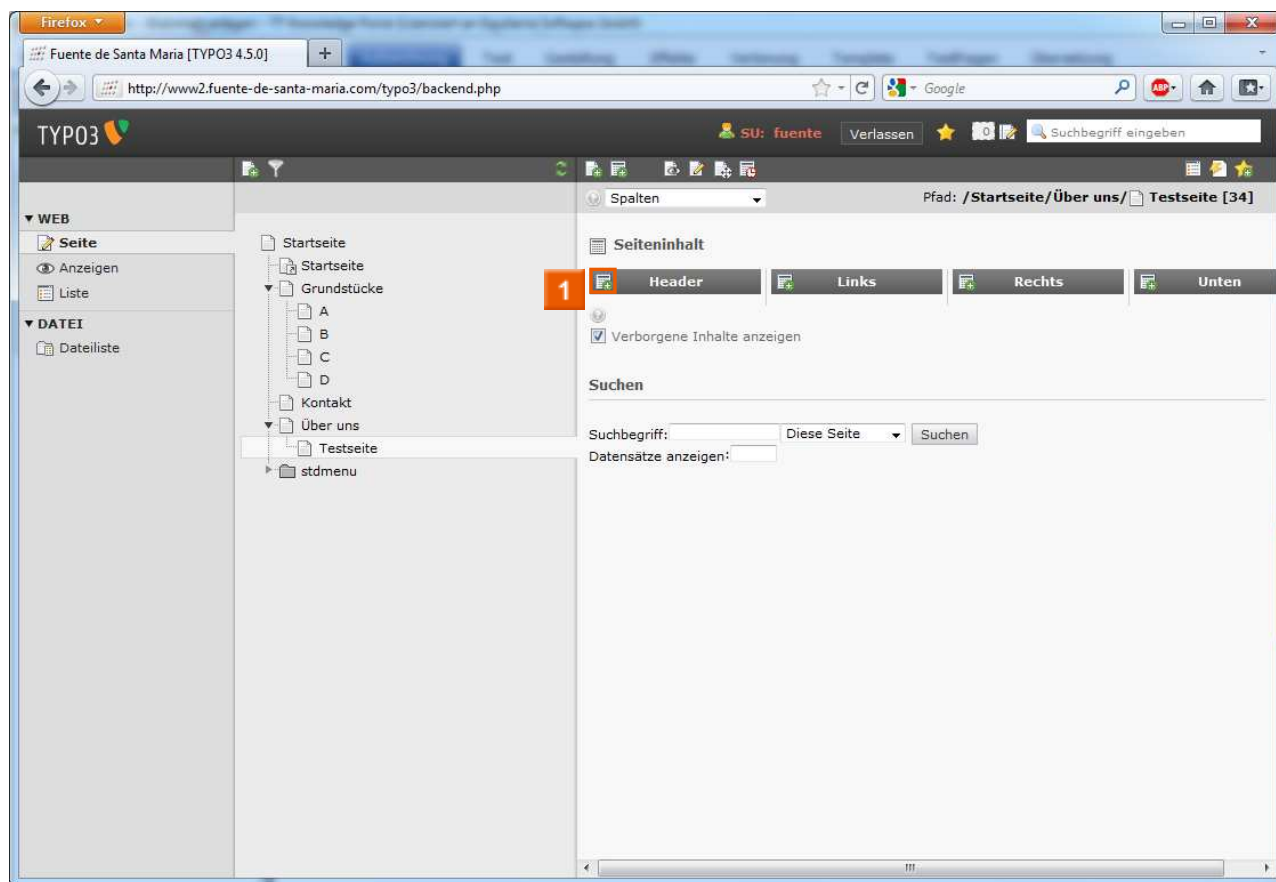 Firefox
Fuente de Santa Maria [TYPO3 4.5.0]
http://www2.fuente-de-santa-maria.com/typo3/backend.php
Google
ABP
TYPO3
SU: fuente
Verlassen
0
Suchbegriff eingeben
Spalten
Pfad: /Startseite/Über uns/ Testseite [34]
WEB
Seite
Anzeigen
Liste
DATEI
Dateiliste
Startseite
Startseite
Grundstücke
A
B
C
D
Kontakt
Über uns
Testseite
stdmenu
Seiteninhalt
1
Header Links Rechts Unten
Verborgene Inhalte anzeigen
Suchen
Suchbegriff: Diese Seite Suchen
Datensätze anzeigen: